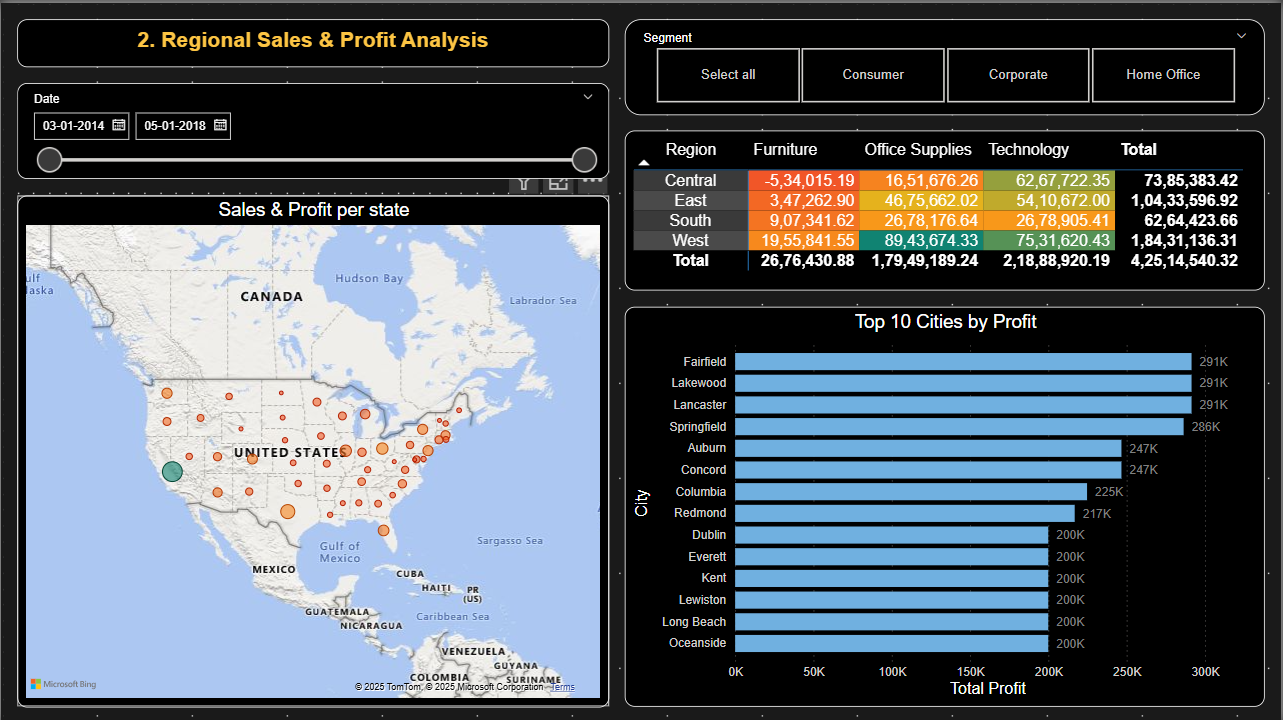 2. Regional Sales & Profit Analysis
Date
03-01-2014 05-01-2018
Sales & Profit per state
Hudson Bay
CANADA
Labrador Sea
UNITED STATES
Gulf of
Mexico
Sargasso Sea
MEXICO
CUBA
HAITI
PR
(US)
GUATEMALA
Caribbean Sea
NICARAGUA
VENEZUELA
GUYANA
COLOMBIA
SURINAME
Microsoft Bing
© 2025 TomTom, © 2025 Microsoft Corporation Terms
Segment
Select all Consumer Corporate Home Office
Region Furniture Office Supplies Technology Total
Central -5,34,015.19 16,51,676.26 62,67,722.35 73,85,383.42
East 3,47,262.90 46,75,662.02 54,10,672.00 1,04,33,596.92
South 9,07,341.62 26,78,176.64 26,78,905.41 62,64,423.66
West 19,55,841.55 89,43,674.33 75,31,620.43 1,84,31,136.31
Total 26,76,430.88 1,79,49,189.24 2,18,88,920.19 4,25,14,540.32
Top 10 Cities by Profit
City
Fairfield 291K
Lakewood 291K
Lancaster 291K
Springfield 286K
Auburn 247K
Concord 247K
Columbia 225K
Redmond 217K
Dublin 200K
Everett 200K
Kent 200K
Lewiston 200K
Long Beach 200K
Oceanside 200K
0K 50K 100K 150K 200K 250K 300K
Total Profit